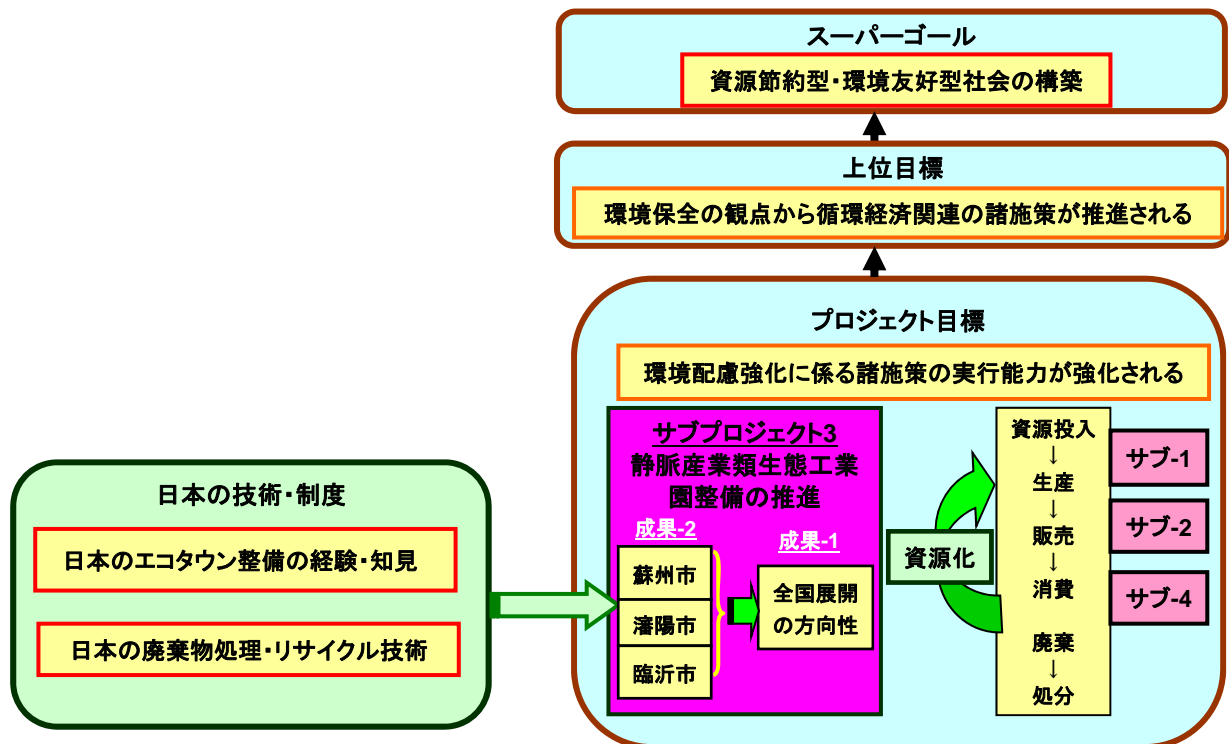 スーパーゴール
資源節約型・環境友好型社会の構築
上位目標
環境保全の観点から循環経済関連の諸施策が推進される
プロジェクト目標
環境配慮強化に係る諸施策の実行能力が強化される
サブプロジェクト3
静脈産業類生態工業
園整備の推進
成果-2
蘇州市
瀋陽市
臨沂市
成果-1
全国展開
の方向性
資源化
資源投入
↓
生産
↓
販売
↓
消費
廃棄
↓
処分
サブ-1
サブ-2
サブ-4
日本の技術・制度
日本のエコタウン整備の経験・知見
日本の廃棄物処理・リサイクル技術